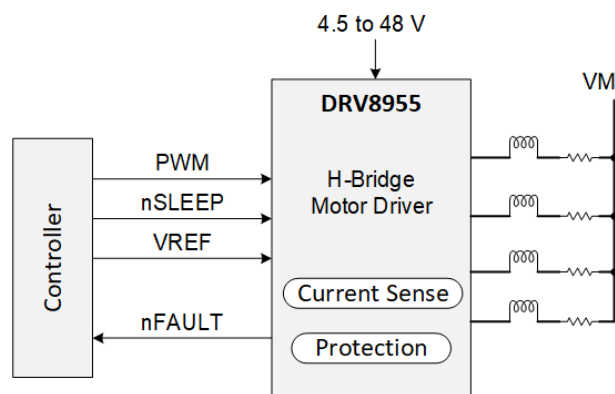 4.5 to 48 V
VM
DRV8955
H-Bridge
Motor Driver
Controller
PWM
nSLEEP
VREF
nFAULT
Current Sense
Protection